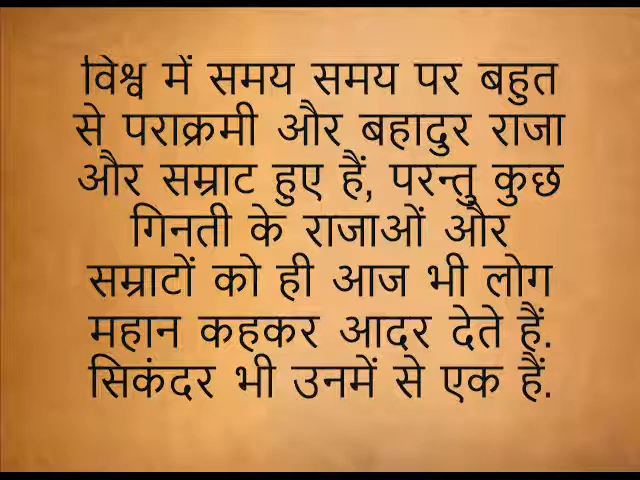 विश्व में समय समय पर बहुत
से पराक्रमी और बहादुर राजा
और सम्राट हुए हैं, परन्तु कुछ
गिनती के राजाओं और
सम्राटों को ही आज भी लोग
महान कहकर आदर देते हैं.
सिकंदर भी उनमें से एक हैं.